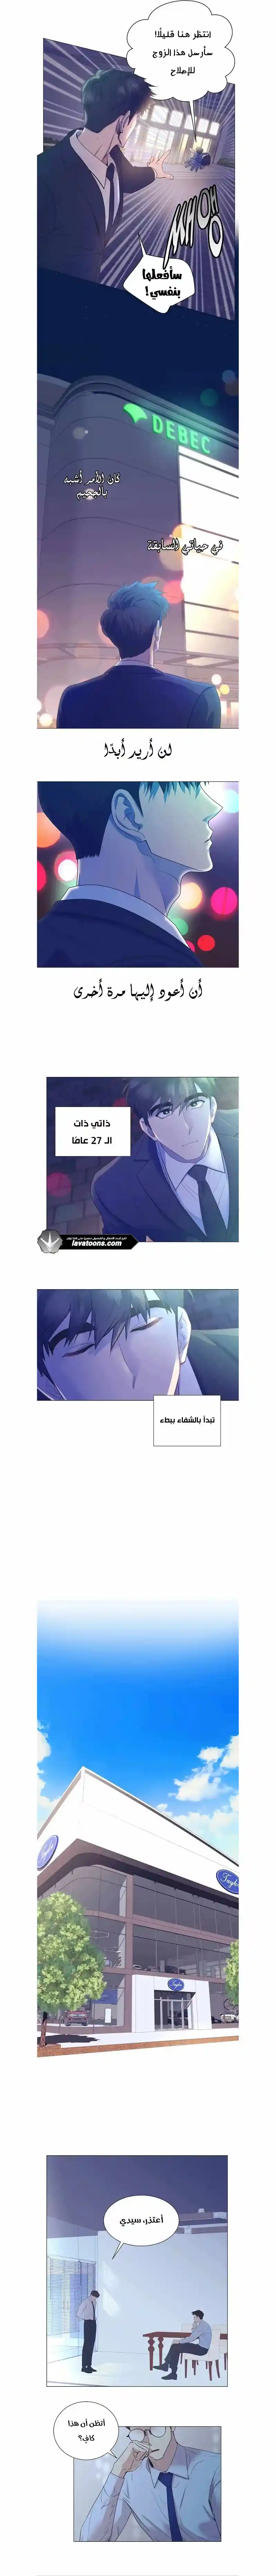 انتظر هنا قليلًا!
سأرسل هذا الزوج
للإصلاح
سأفعلها
بنفسي!
DEBEC
كان الأمر أشبه
بالجحيم
في حياتي السابقة
لن أريد أبدًا
أن أعود إليها مرة أخرى
ذاتي ذات
الـ 27 عامًا
lavatoons.com
تبدأ بالشفاء ببطء
أعتذر، سيدي
أتظن أن هذا
كافٍ؟